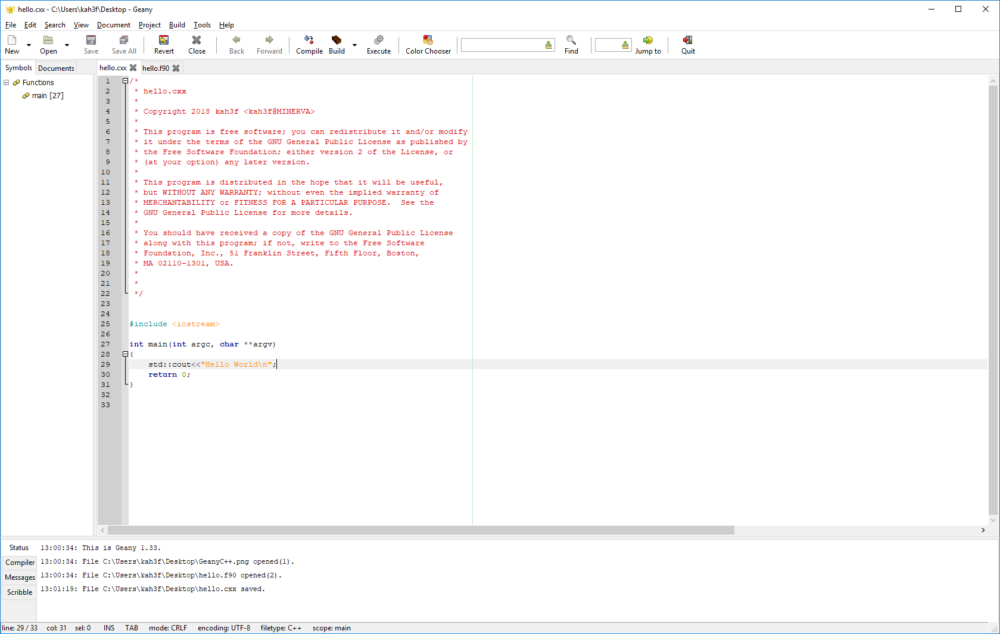 hello.cxx - C:\Users\kah3f\Desktop - Geany
File Edit Search View Document Project Build Tools Help
New Open Save Save All Revert Close Back Forward Compile Build Execute Color Chooser Find Jump to Quit
Symbols Documents
Functions
main [27]
hello.cxx hello.f90
1 /*
2 * hello.cxx
3 *
4 * Copyright 2018 kah3f <kah3f@MINERVA>
5 *
6 * This program is free software; you can redistribute it and/or modify
7 * it under the terms of the GNU General Public License as published by
8 * the Free Software Foundation; either version 2 of the License, or
9 * (at your option) any later version.
10 *
11 * This program is distributed in the hope that it will be useful,
12 * but WITHOUT ANY WARRANTY; without even the implied warranty of
13 * MERCHANTABILITY or FITNESS FOR A PARTICULAR PURPOSE.  See the
14 * GNU General Public License for more details.
15 *
16 * You should have received a copy of the GNU General Public License
17 * along with this program; if not, write to the Free Software
18 * Foundation, Inc., 51 Franklin Street, Fifth Floor, Boston,
19 * MA 02110-1301, USA.
20 *
21 *
22 */
23
24
25 #include <iostream>
26
27 int main(int argc, char **argv)
28 {
29     std::cout<<"Hello World\n";
30     return 0;
31 }
32
33
Status
Compiler
Messages
Scribble
13:00:34: This is Geany 1.33.
13:00:34: File C:\Users\kah3f\Desktop\GeanyC++.png opened(1).
13:00:34: File C:\Users\kah3f\Desktop\hello.f90 opened(2).
13:01:19: File C:\Users\kah3f\Desktop\hello.cxx saved.
line: 29 / 33 col: 31 sel: 0 INS TAB mode: CRLF encoding: UTF-8 filetype: C++ scope: main